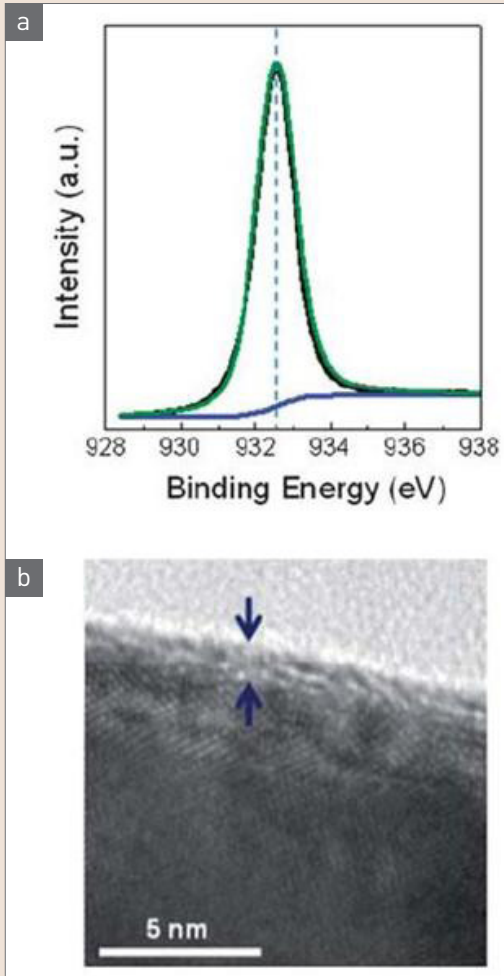 a
Intensity (a.u.)
928 930 932 934 936 938
Binding Energy (eV)
b
5 nm